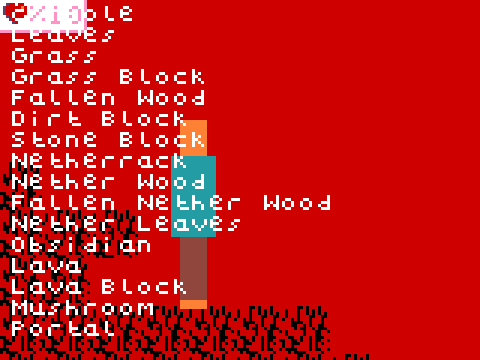 Leaves
Grass
Grass Block
Fallen Wood
Dirt Block
Stone Block
Netherrack
Nether Wood
Fallen Nether Wood
Nether Leaves
Obsidian
Lava
Lava Block
Mushroom
Portal